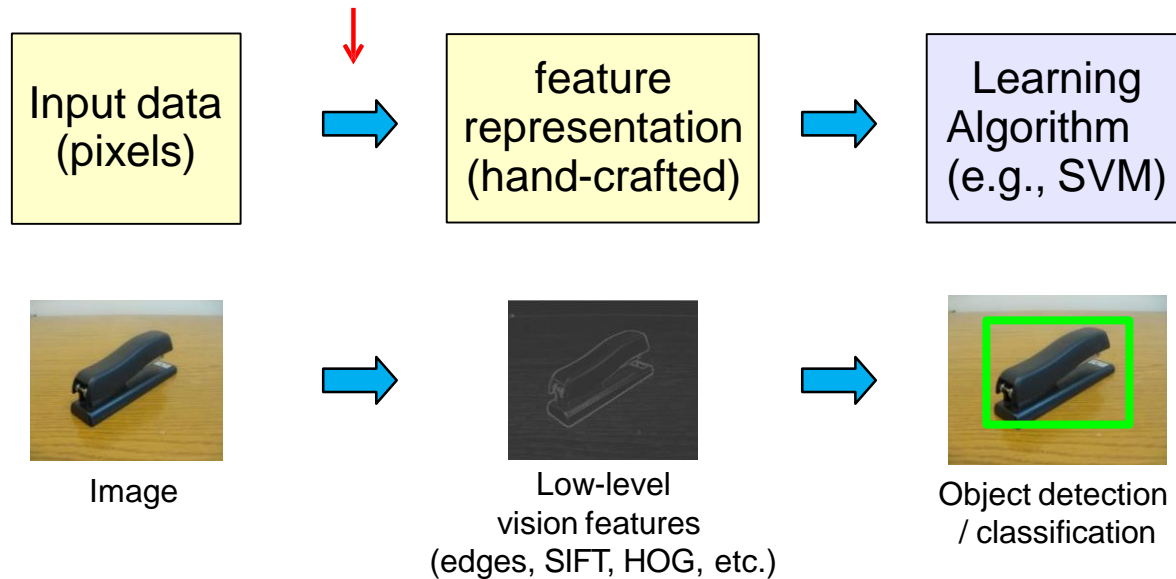 Input data
(pixels)
feature
representation
(hand-crafted)
Learning
Algorithm
(e.g., SVM)
Image
Low-level
vision features
(edges, SIFT, HOG, etc.)
Object detection
/ classification